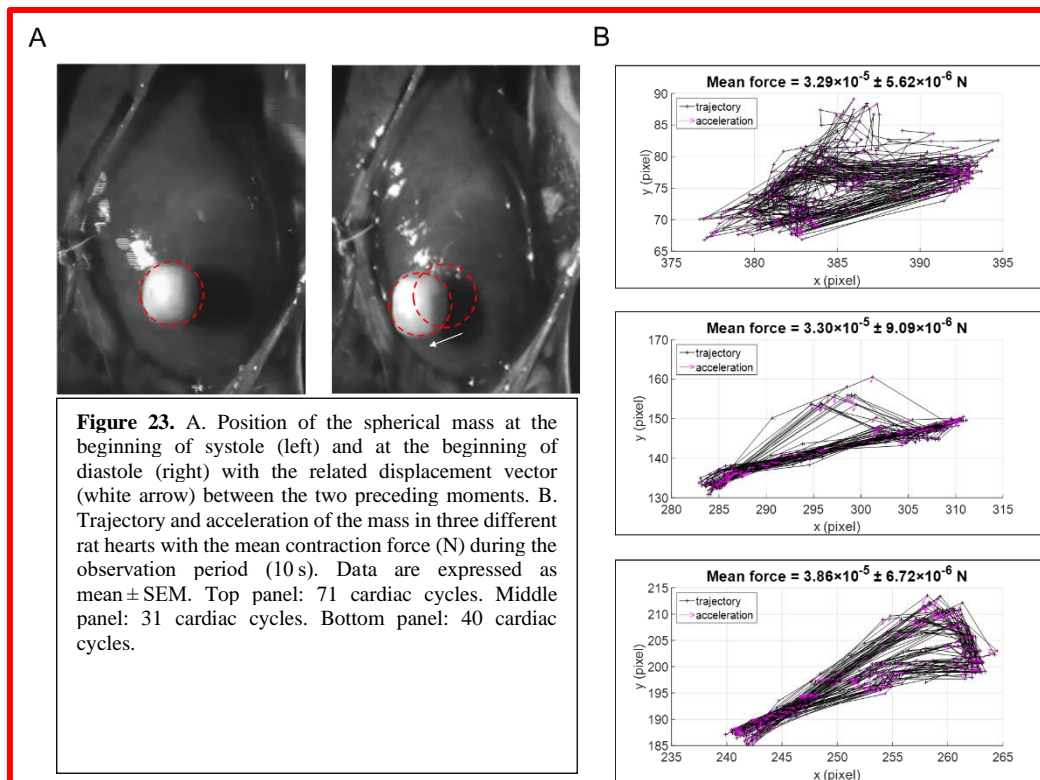 A
Figure 23. A. Position of the spherical mass at the
beginning of systole (left) and at the beginning of
diastole (right) with the related displacement vector
(white arrow) between the two preceding moments. B.
Trajectory and acceleration of the mass in three different
rat hearts with the mean contraction force (N) during the
observation period (10 s). Data are expressed as
mean ± SEM. Top panel: 71 cardiac cycles. Middle
panel: 31 cardiac cycles. Bottom panel: 40 cardiac
cycles.
B
Mean force = 3.29×10⁻⁵ ± 5.62×10⁻⁶ N
trajectory
acceleration
y (pixel)
90
85
80
75
70
65
375 380 385 390 395
x (pixel)
Mean force = 3.30×10⁻⁵ ± 9.09×10⁻⁶ N
trajectory
acceleration
y (pixel)
170
160
150
140
130
280 285 290 295 300 305 310 315
x (pixel)
Mean force = 3.86×10⁻⁵ ± 6.72×10⁻⁶ N
trajectory
acceleration
y (pixel)
215
210
205
200
195
190
185
235 240 245 250 255 260 265
x (pixel)